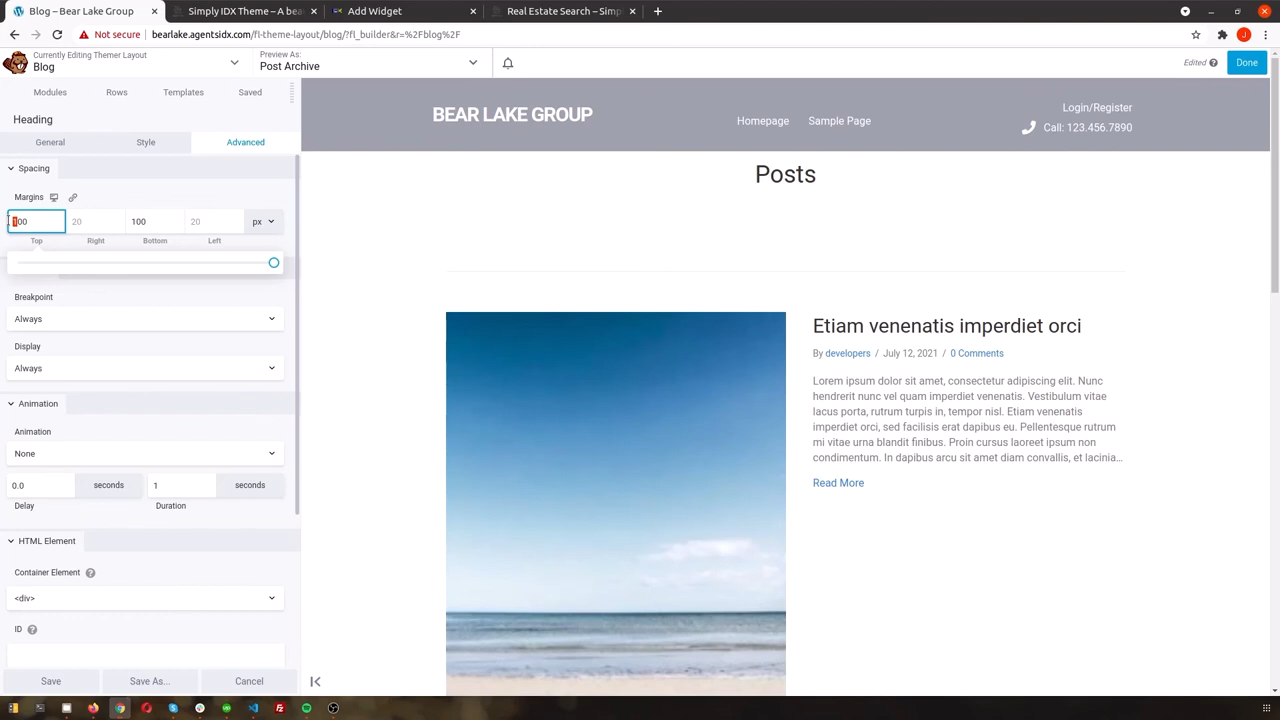 Blog – Bear Lake Group
Simply IDX Theme – A bea
Add Widget
Real Estate Search – Simpl
Not secure
bearlake.agentsidx.com/fl-theme-layout/blog/?fl_builder&r=%2Fblog%2F
J
Currently Editing Themer Layout
Blog
Preview As:
Post Archive
Edited
Done
Modules
Rows
Templates
Saved
Heading
General
Style
Advanced
Spacing
Margins
100
20
100
20
px
Top
Right
Bottom
Left
Breakpoint
Always
Display
Always
Animation
Animation
None
0.0
seconds
1
seconds
Delay
Duration
HTML Element
Container Element
<div>
ID
Save
Save As...
Cancel
BEAR LAKE GROUP
Homepage
Sample Page
Login/Register
Call: 123.456.7890
Posts
Etiam venenatis imperdiet orci
By developers / July 12, 2021 / 0 Comments
Lorem ipsum dolor sit amet, consectetur adipiscing elit. Nunc
hendrerit nunc vel quam imperdiet venenatis. Vestibulum vitae
lacus porta, rutrum turpis in, tempor nisl. Etiam venenatis
imperdiet orci, sed facilisis erat dapibus eu. Pellentesque rutrum
mi vitae urna blandit finibus. Proin cursus laoreet ipsum non
condimentum. In dapibus arcu sit amet diam convallis, et lacinia…
Read More